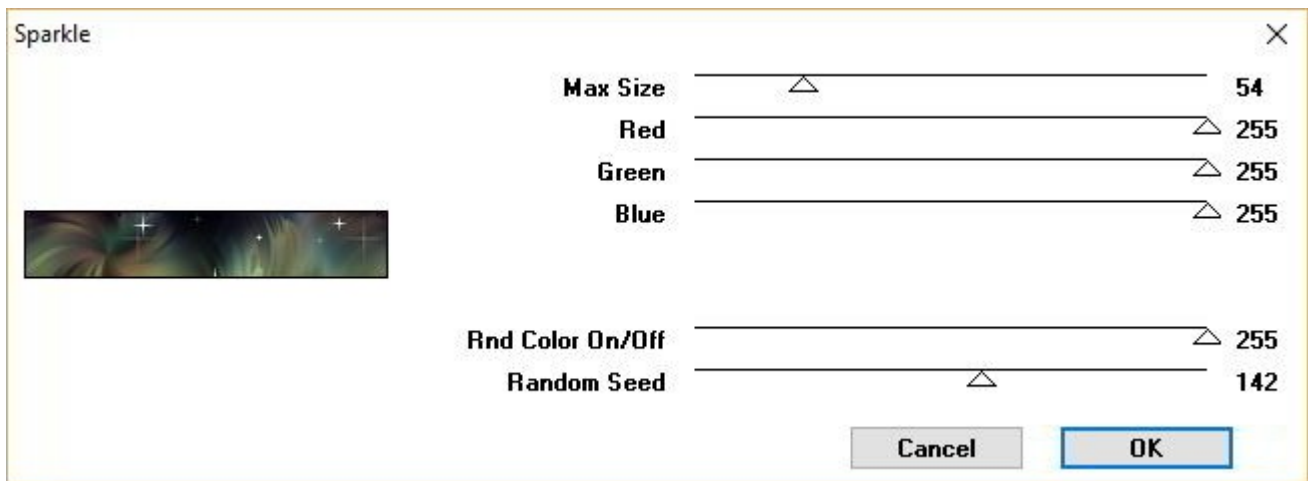 Sparkle
Max Size 54
Red 255
Green 255
Blue 255
Rnd Color On/Off 255
Random Seed 142
Cancel OK